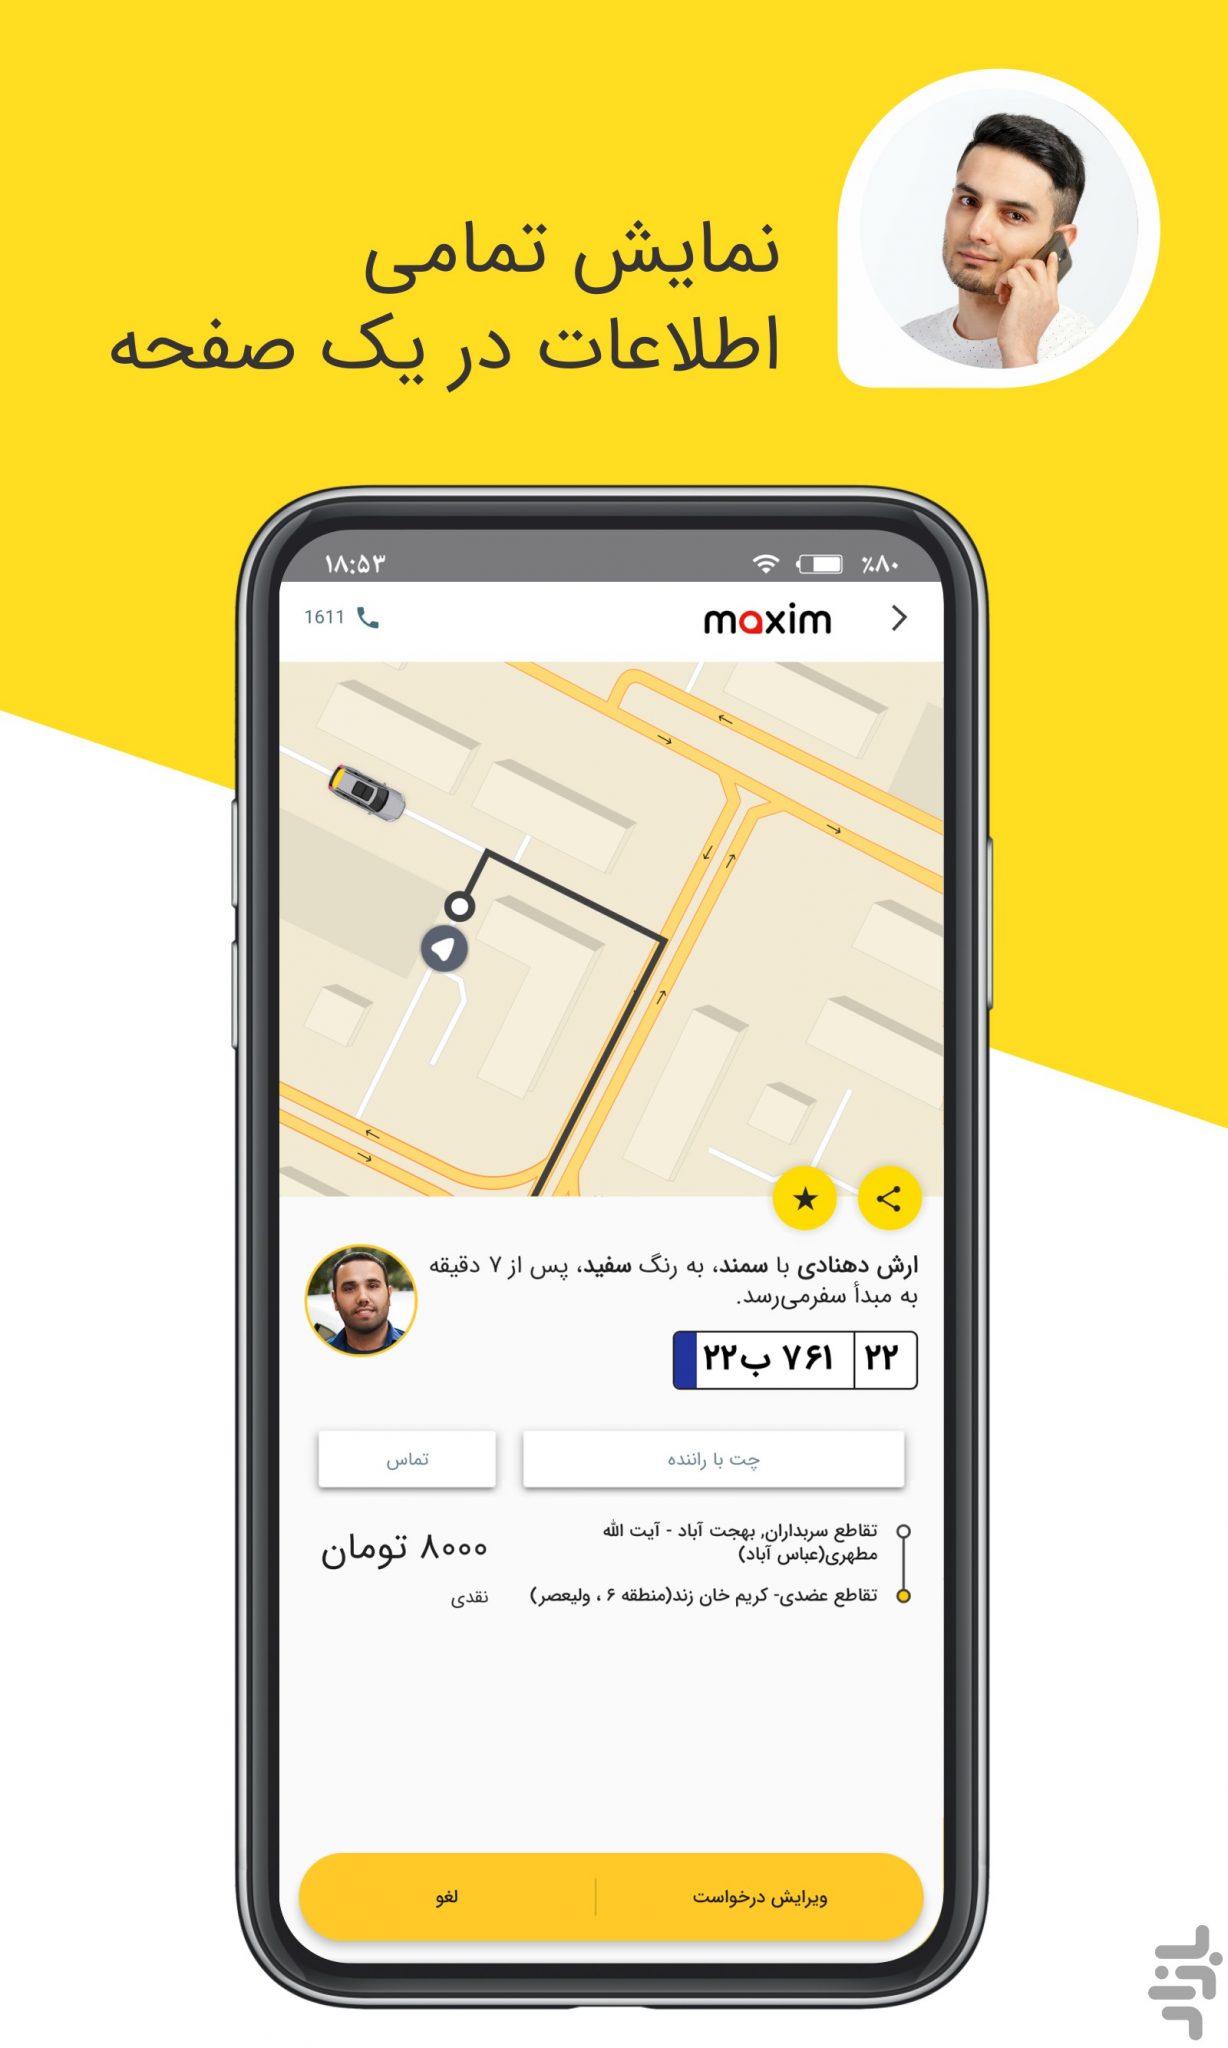 نمایش تمامی
اطلاعات در یک صفحه
۱۸:۵۳
٪۸۰
1611
maxim
ارش دهنادی با سمند، به رنگ سفید، پس از ۷ دقیقه
به مبدأ سفرمی‌رسد.
۲۲ ب ۷۶۱ ۲۲
چت با راننده
تماس
تقاطع سربداران, بهجت آباد - آیت الله
مطهری(عباس آباد)
۸۰۰۰ تومان
تقاطع عضدی- کریم خان زند(منطقه ۶ ، ولیعصر)
نقدی
ویرایش درخواست
لغو
بازار